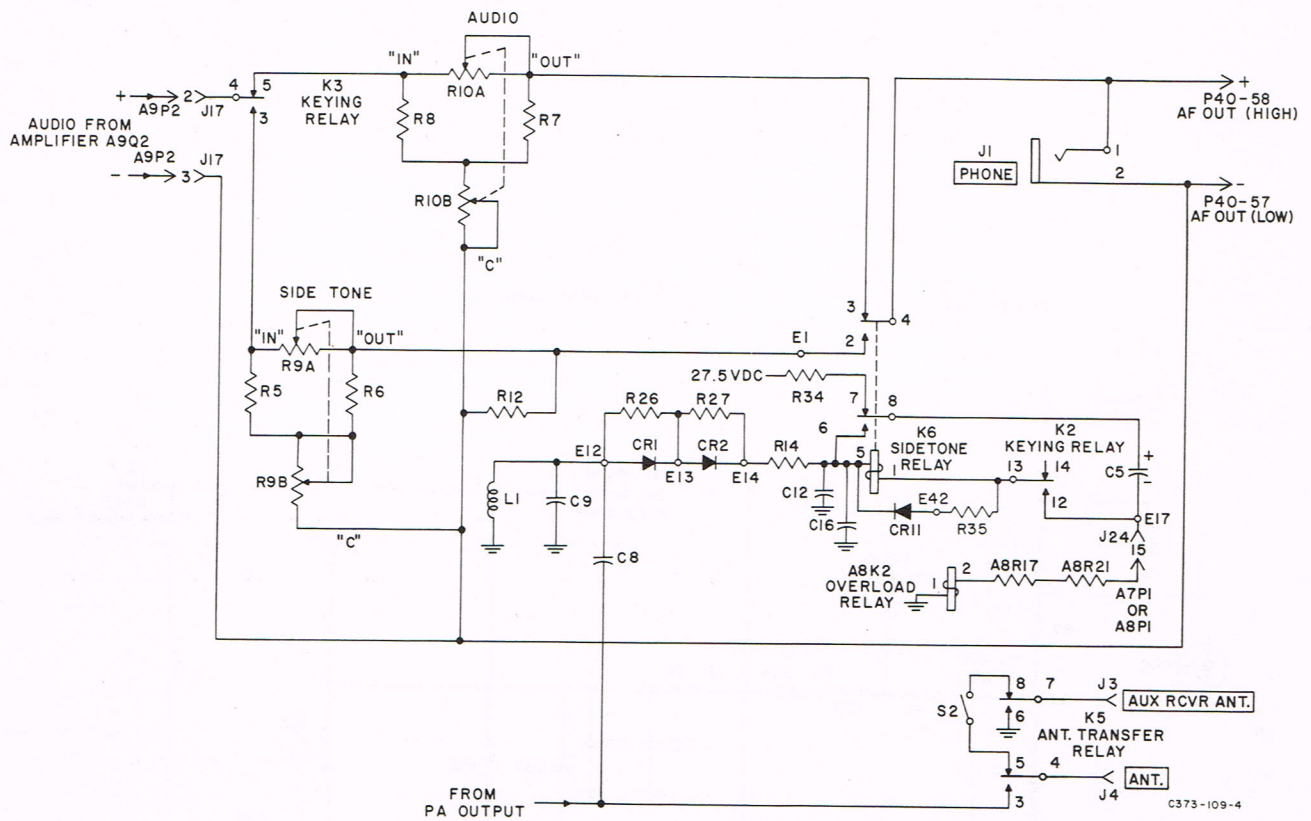 AUDIO
"IN"
"OUT"
R10A
K3
KEYING
RELAY
4
5
3
+
A9P2
2
J17
AUDIO FROM
AMPLIFIER A9Q2
A9P2
-
3
J17
R8
R7
R10B
"C"
+
P40-58
AF OUT (HIGH)
J1
PHONE
1
2
-
P40-57
AF OUT (LOW)
SIDE TONE
"IN"
"OUT"
R9A
R5
R6
R9B
"C"
3
4
2
E1
27.5 VDC
R34
7
8
6
K6
SIDETONE
RELAY
5
1
K2
KEYING RELAY
13
14
12
+
C5
-
E17
J24
15
R12
R26
R27
E12
CR1
CR2
E13
E14
R14
L1
C9
C8
C12
C16
CR11
E42
R35
A8K2
OVERLOAD
RELAY
1
2
A8R17
A8R21
A7P1
OR
A8P1
S2
8
7
6
J3
AUX RCVR ANT.
K5
ANT. TRANSFER
RELAY
5
4
3
J4
ANT.
FROM
PA OUTPUT
C373-109-4